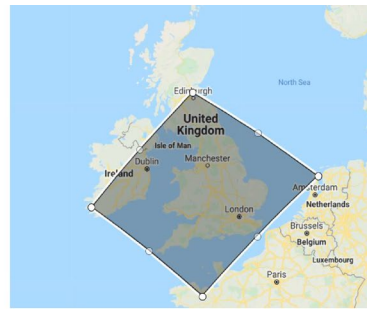 North Sea
Edinburgh
United
Kingdom
Isle of Man
Dublin
Manchester
Ireland
Amsterdam
London
Netherlands
Brussels
Belgium
Luxembourg
Paris